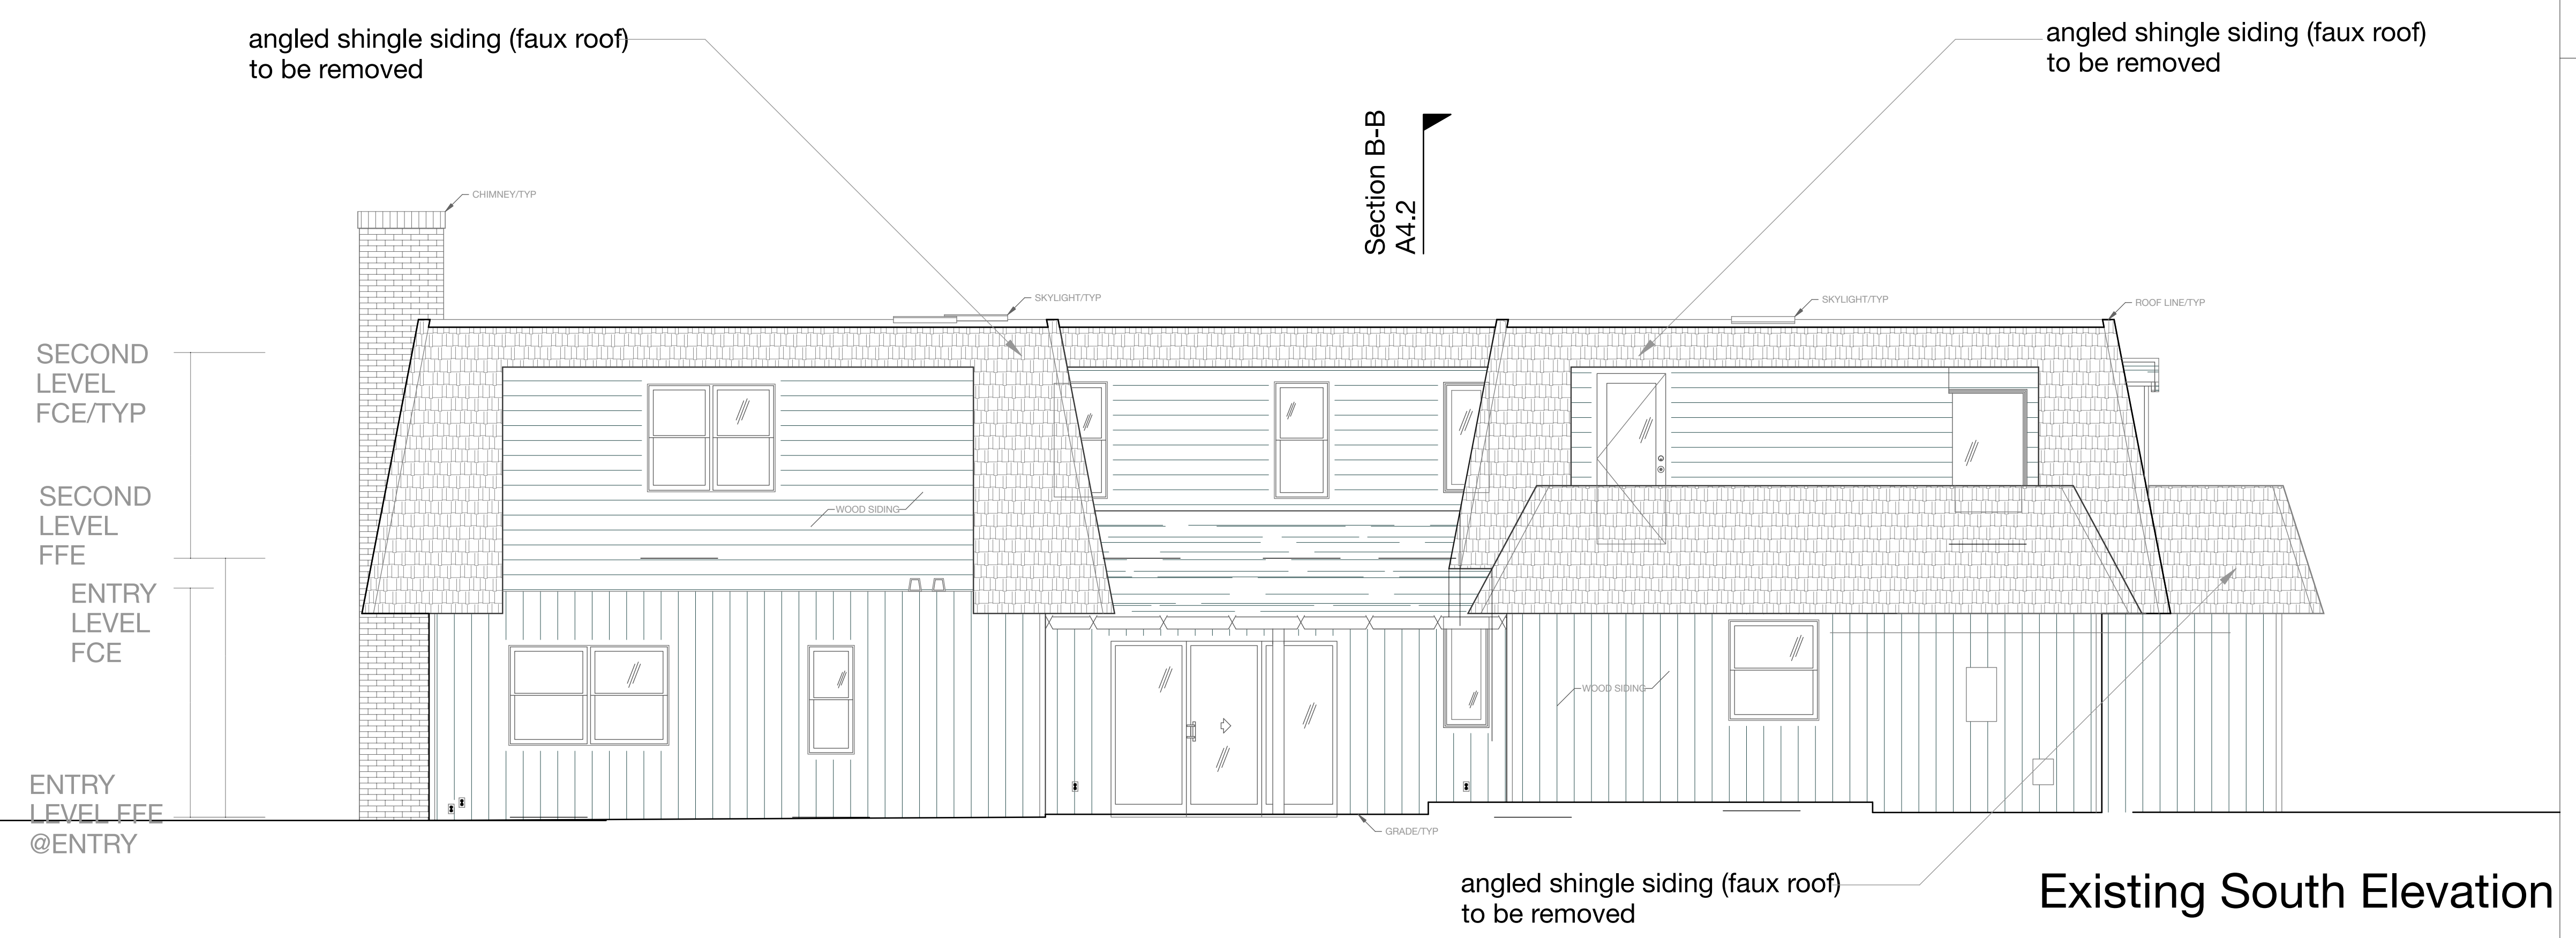 angled shingle siding (faux roof)
to be removed
angled shingle siding (faux roof)
to be removed
Section B-B
A4.2
CHIMNEY/TYP
SKYLIGHT/TYP
SKYLIGHT/TYP
ROOF LINE/TYP
SECOND
LEVEL
FCE/TYP
SECOND
LEVEL
FFE
WOOD SIDING
ENTRY
LEVEL
FCE
WOOD SIDING
ENTRY
LEVEL FFE
@ENTRY
GRADE/TYP
angled shingle siding (faux roof)
to be removed
Existing South Elevation